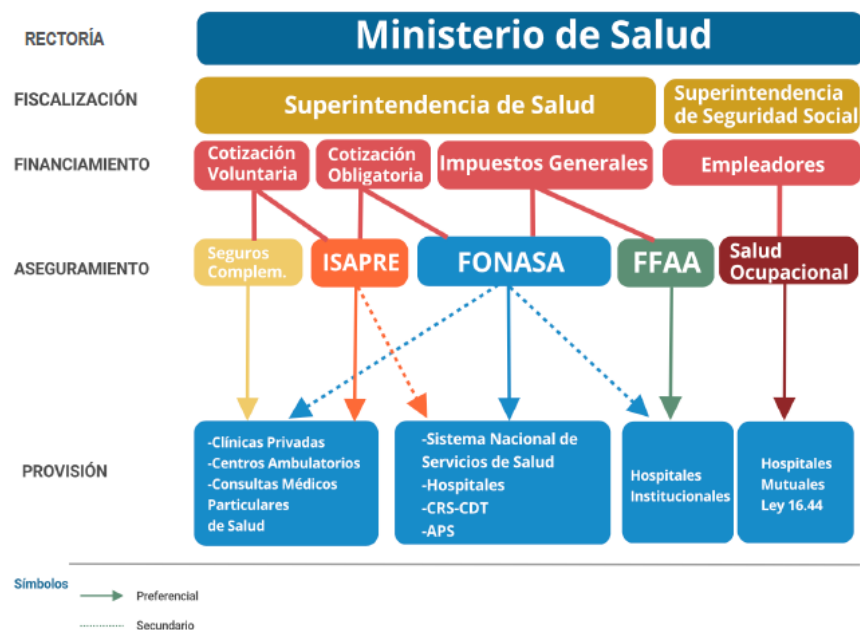 RECTORÍA
Ministerio de Salud
FISCALIZACIÓN
Superintendencia de Salud
Superintendencia
de Seguridad Social
FINANCIAMIENTO
Cotización
Voluntaria
Cotización
Obligatoria
Impuestos Generales
Empleadores
ASEGURAMIENTO
Seguros
Complem.
ISAPRE
FONASA
FFAA
Salud
Ocupacional
PROVISIÓN
-Clínicas Privadas
-Centros Ambulatorios
-Consultas Médicos
Particulares
de Salud
-Sistema Nacional de
Servicios de Salud
-Hospitales
-CRS-CDT
-APS
Hospitales
Institucionales
Hospitales
Mutuales
Ley 16.44
Símbolos
Preferencial
Secundario